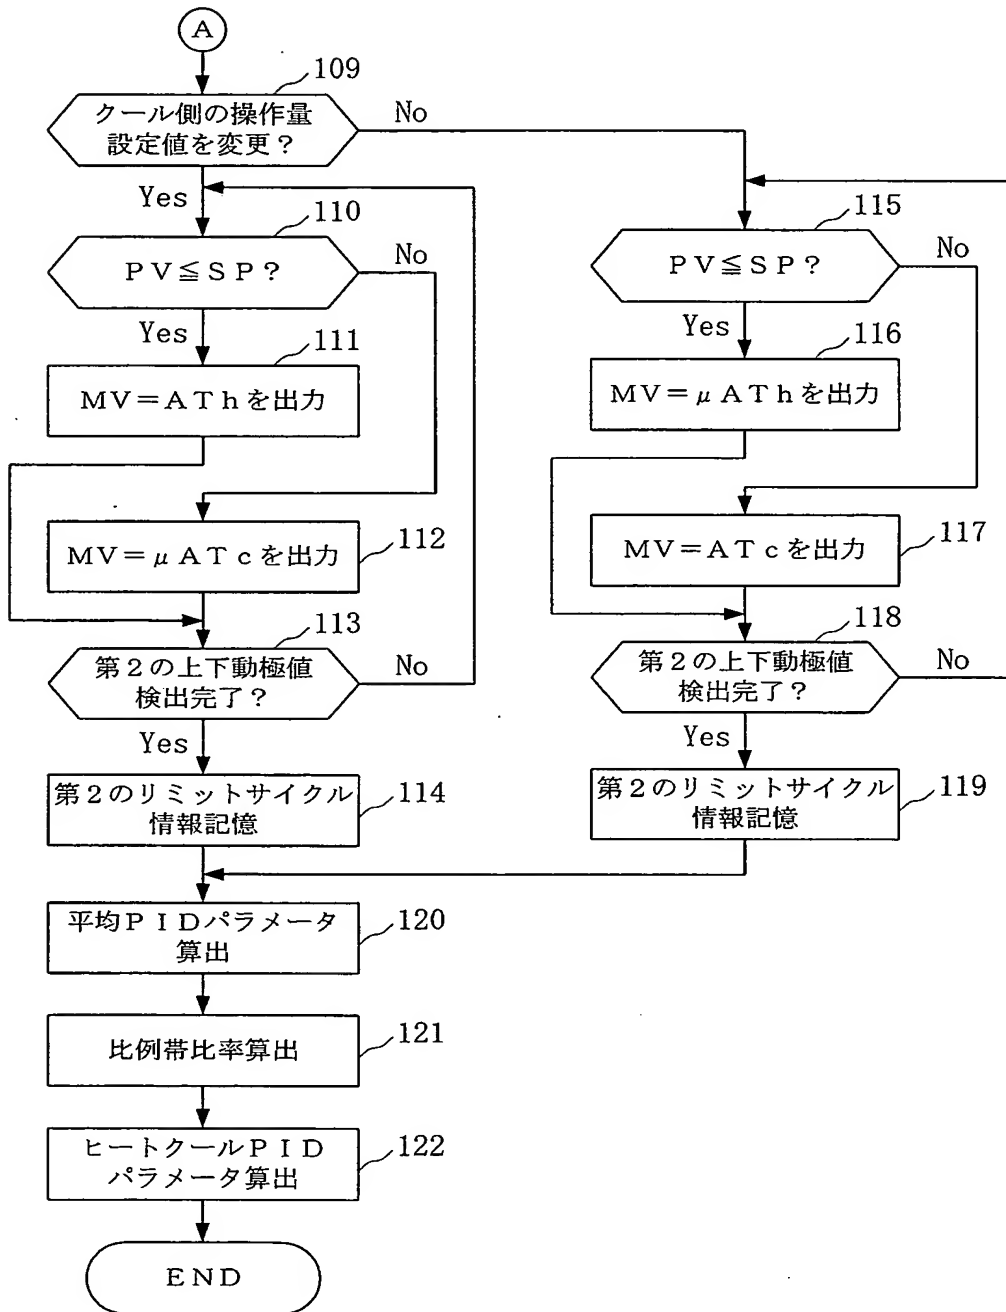 A
109
クール側の操作量
設定値を変更？
No
Yes
110
PV≦SP？
No
Yes
111
MV＝AThを出力
MV＝μATcを出力
112
113
第2の上下動極値
検出完了？
No
Yes
第2のリミットサイクル
情報記憶
114
115
PV≦SP？
No
Yes
116
MV＝μAThを出力
MV＝ATcを出力
117
118
第2の上下動極値
検出完了？
No
Yes
第2のリミットサイクル
情報記憶
119
平均PIDパラメータ
算出
120
比例帯比率算出
121
ヒートクールPID
パラメータ算出
122
END